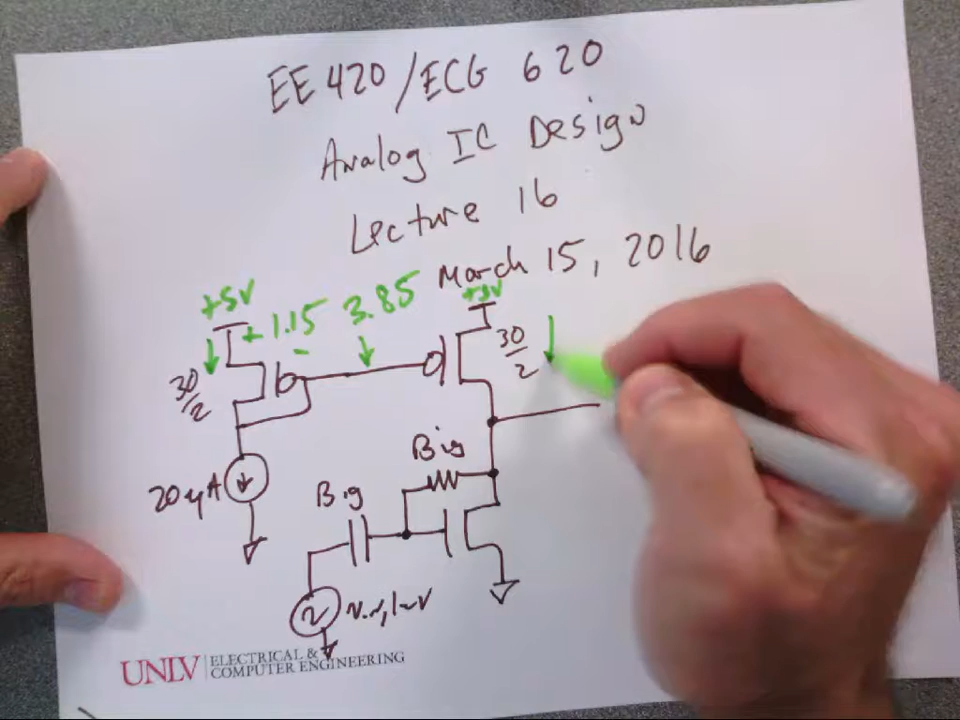 EE 420/ECG 620
Analog IC Design
Lecture 16
March 15, 2016
+5V
+ 1.15 -
3.85
30/2
30/2
20μA
Big
Big
UNLV ELECTRICAL &
COMPUTER ENGINEERING